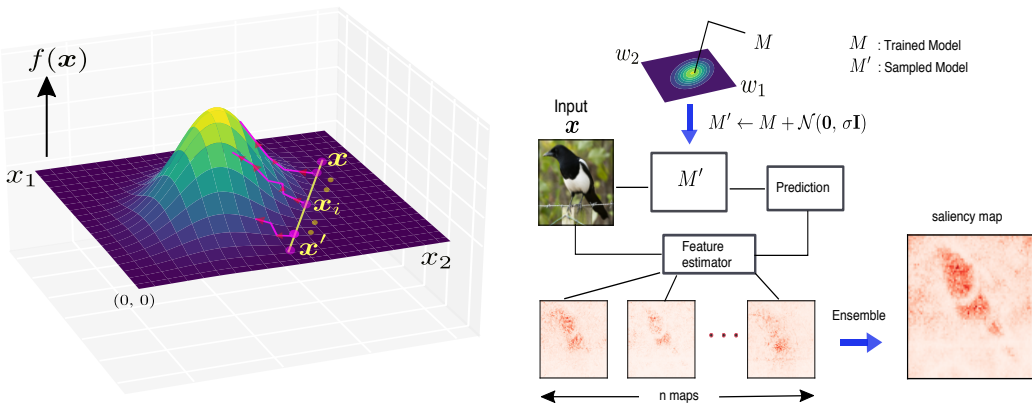 f(x)
x₁
x
xᵢ
x′
x₂
(0, 0)
M
w₂
w₁
M : Trained Model
M′ : Sampled Model
Input
x
M′ ← M + 𝒩(0, σI)
M′
Prediction
Feature
estimator
saliency map
Ensemble
n maps